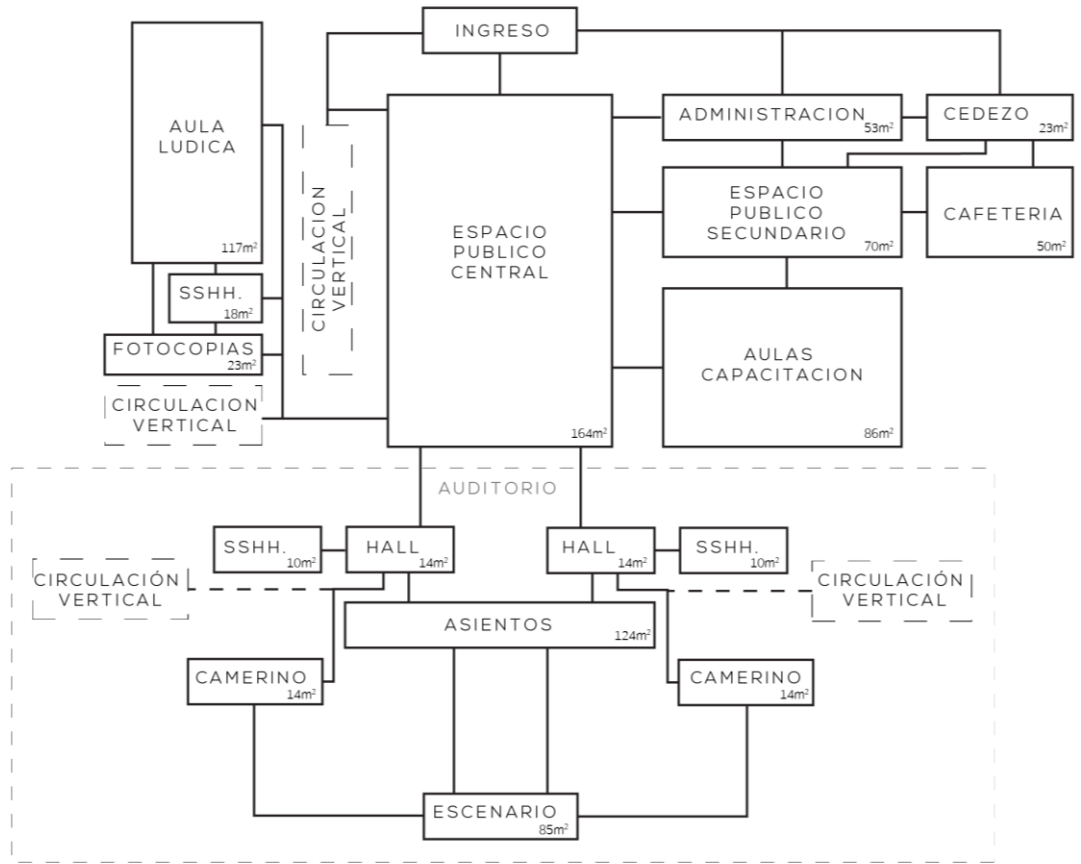 INGRESO
AULA
LUDICA
117m²
SSHH.
18m²
FOTOCOPIAS
23m²
CIRCULACION
VERTICAL
CIRCULACION
VERTICAL
ESPACIO
PUBLICO
CENTRAL
164m²
ADMINISTRACION
53m²
CEDEZO
23m²
ESPACIO
PUBLICO
SECUNDARIO
70m²
CAFETERIA
50m²
AULAS
CAPACITACION
86m²
AUDITORIO
SSHH.
10m²
HALL
14m²
HALL
14m²
SSHH.
10m²
CIRCULACIÓN
VERTICAL
CIRCULACIÓN
VERTICAL
ASIENTOS
124m²
CAMERINO
14m²
CAMERINO
14m²
ESCENARIO
85m²